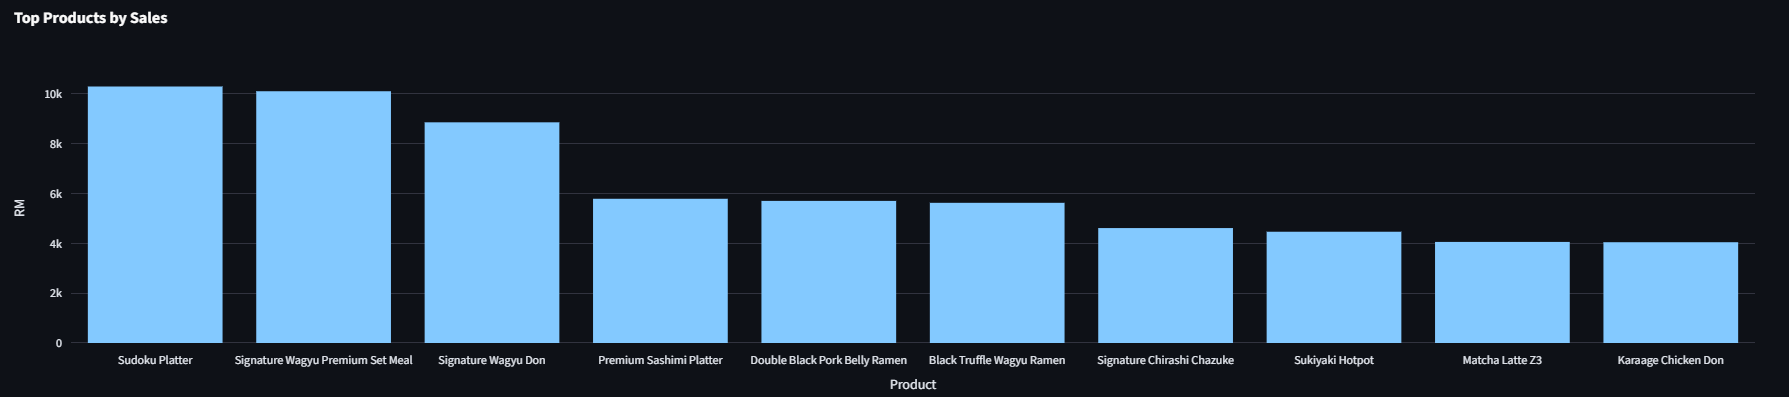 Top Products by Sales
10k
8k
6k
4k
2k
0
RM
Sudoku Platter
Signature Wagyu Premium Set Meal
Signature Wagyu Don
Premium Sashimi Platter
Double Black Pork Belly Ramen
Black Truffle Wagyu Ramen
Signature Chirashi Chazuke
Sukiyaki Hotpot
Matcha Latte Z3
Karaage Chicken Don
Product